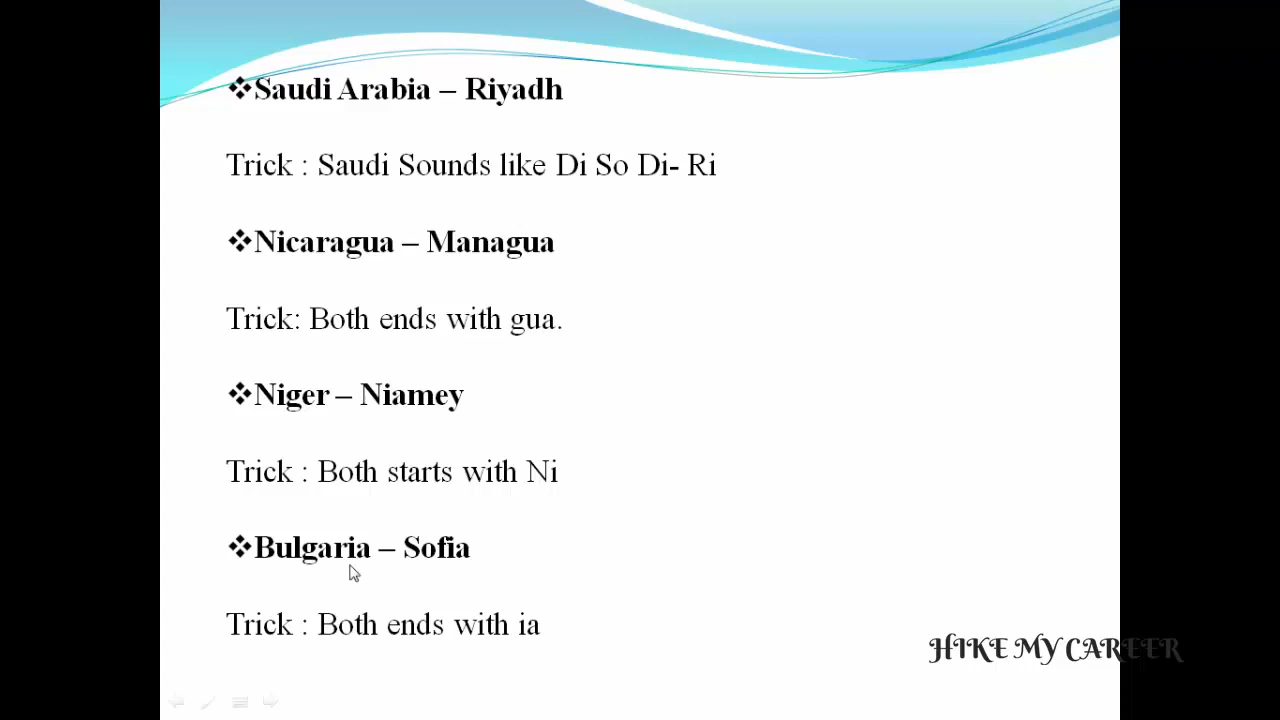 ❖Saudi Arabia – Riyadh
Trick : Saudi Sounds like Di So Di- Ri
❖Nicaragua – Managua
Trick: Both ends with gua.
❖Niger – Niamey
Trick : Both starts with Ni
❖Bulgaria – Sofia
Trick : Both ends with ia
HIKE MY CAREER